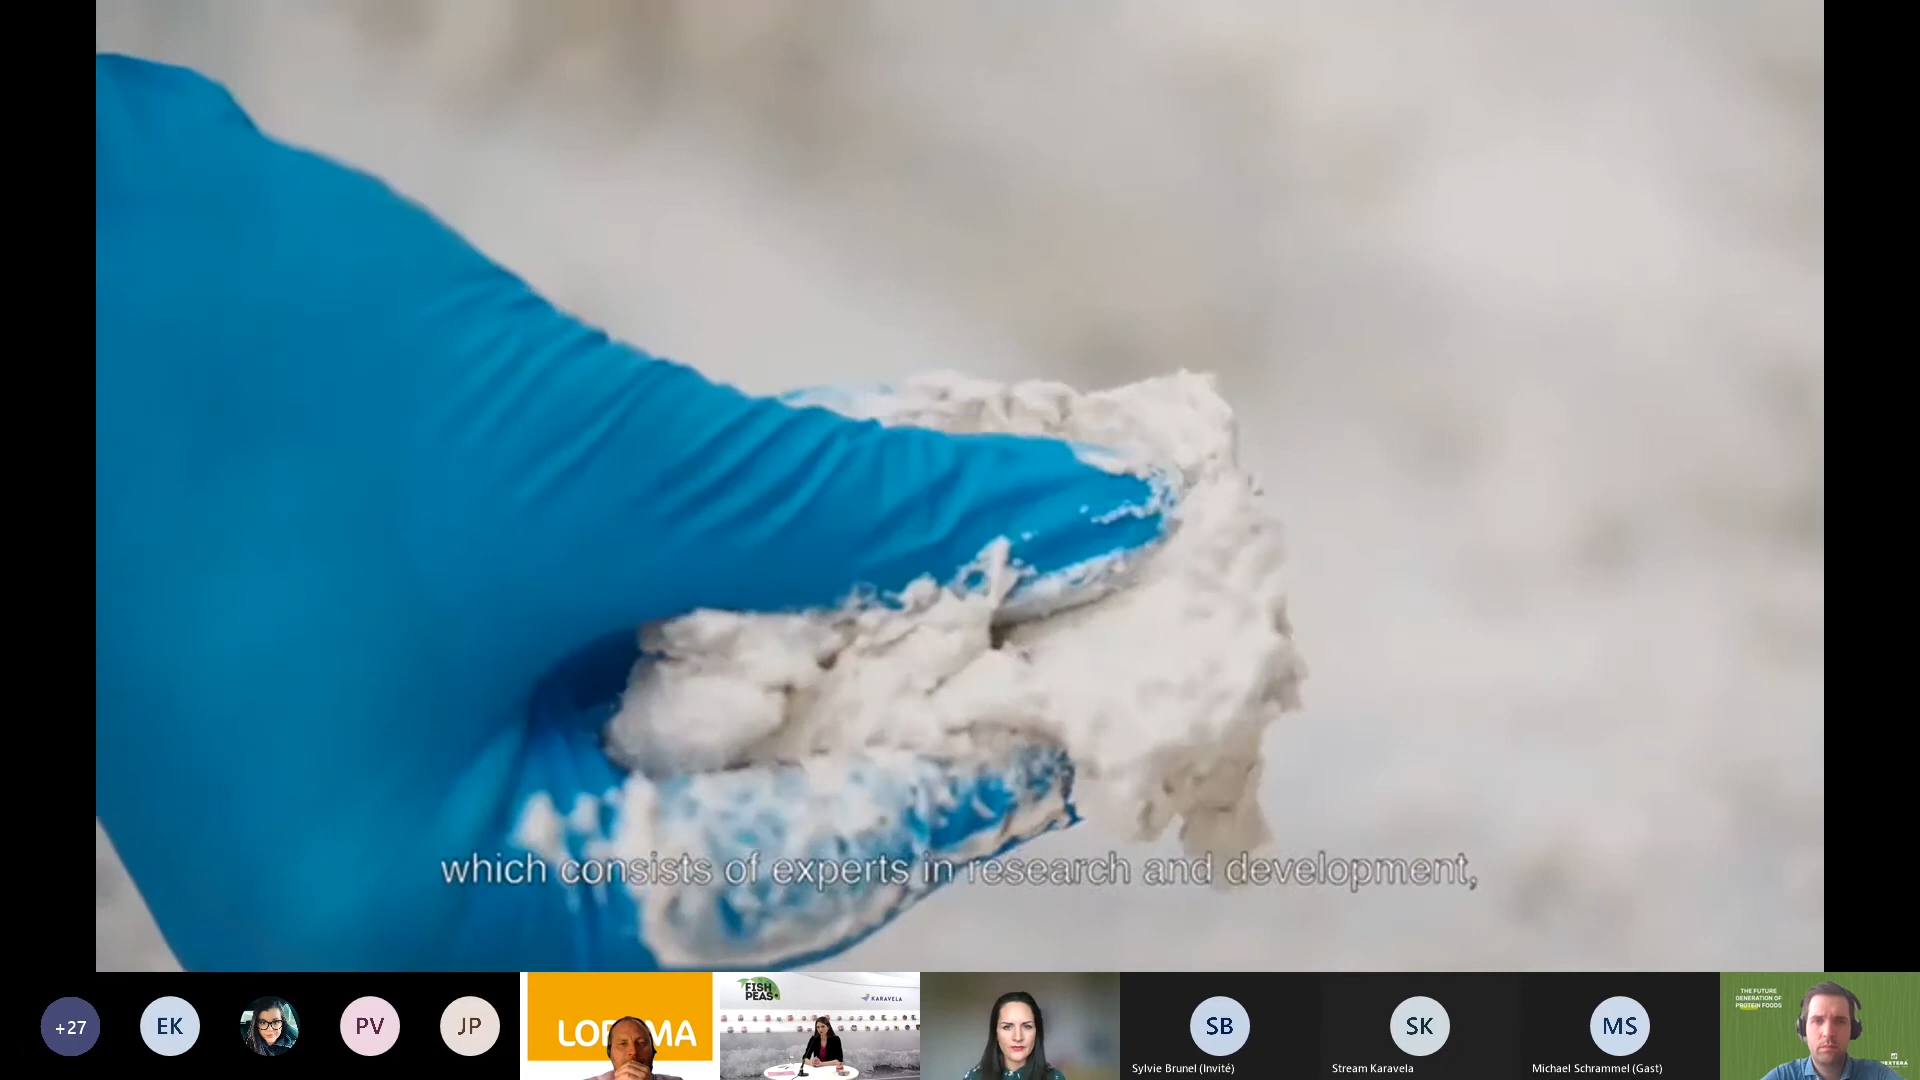 which consists of experts in research and development,
+27
EK
PV
JP
FISH
PEAS
KARAVELA
SB
Sylvie Brunel (Invité)
SK
Stream Karavela
MS
Michael Schrammel (Gast)
THE FUTURE
GENERATION OF
PROTEIN FOODS